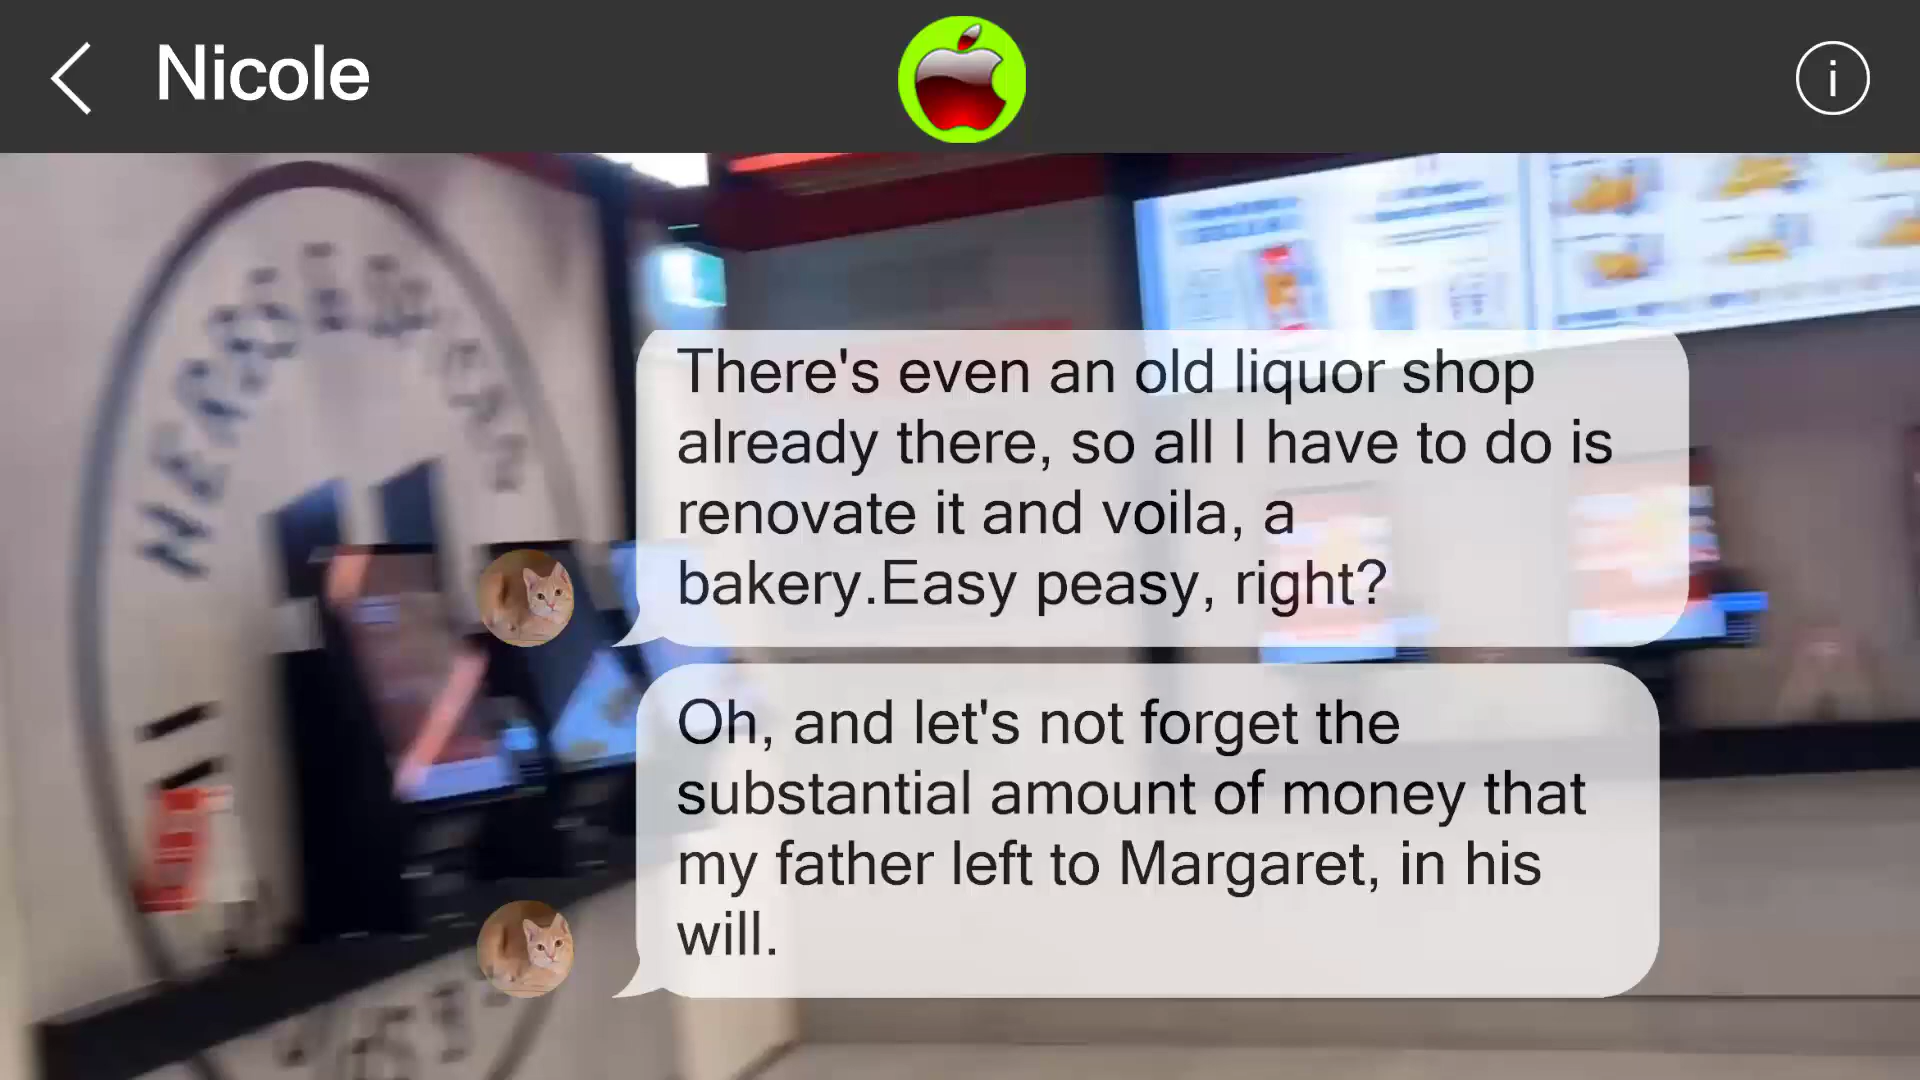 Nicole
i
There's even an old liquor shop
already there, so all I have to do is
renovate it and voila, a
bakery.Easy peasy, right?
Oh, and let's not forget the
substantial amount of money that
my father left to Margaret, in his
will.